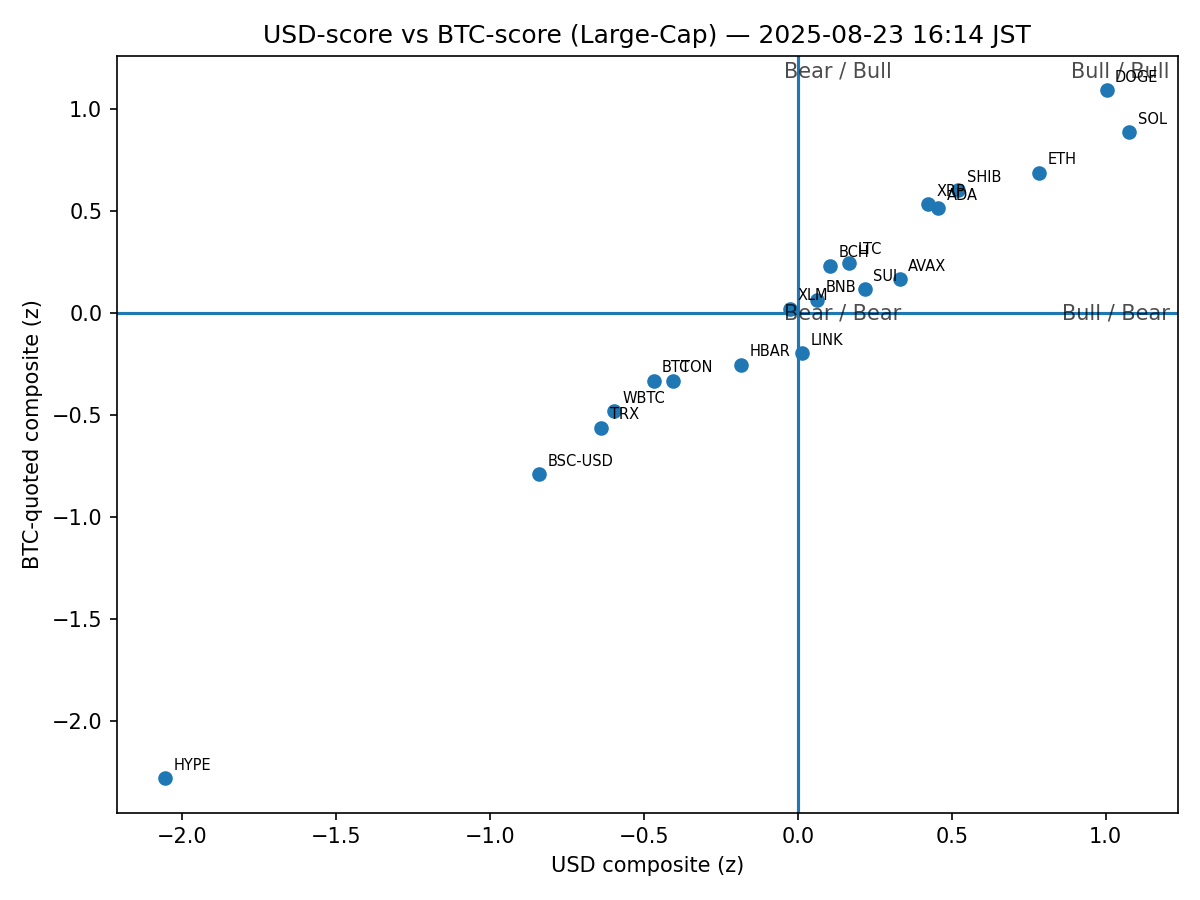 USD-score vs BTC-score (Large-Cap) — 2025-08-23 16:14 JST
Bear / Bull
Bull / Bull
DOGE
SOL
ETH
SHIB
XRP
ADA
LTC
BCH
AVAX
SUI
BNB
XLM
Bear / Bear
Bull / Bear
LINK
HBAR
BTC
TON
WBTC
TRX
BSC-USD
HYPE
1.0
0.5
0.0
−0.5
−1.0
−1.5
−2.0
BTC-quoted composite (z)
−2.0
−1.5
−1.0
−0.5
0.0
0.5
1.0
USD composite (z)